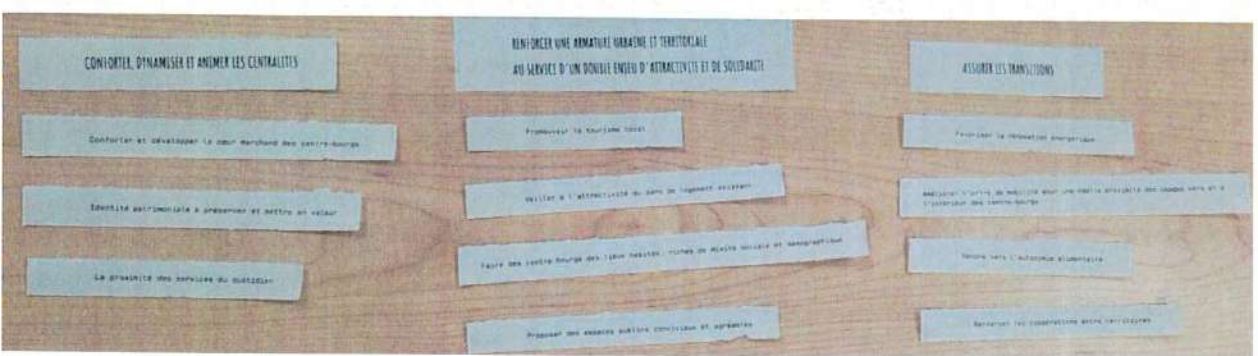 CONFORTER, DYNAMISER ET ANIMER LES CENTRALITES
Conforter et développer le cœur marchand des centre-bourgs
Identité patrimoniale à préserver et mettre en valeur
La proximité des services du quotidien
RENFORCER UNE ARMATURE URBAINE ET TERRITORIALE
AU SERVICE D'UN DOUBLE ENJEU D'ATTRACTIVITE ET DE SOLIDARITE
Promouvoir le tourisme local
Veiller à l'attractivité du parc de logement existant
Faire des centre-bourgs des lieux habités, riches de mixité sociale et démographique
Proposer des espaces publics conviviaux et agréables
ASSURER LES TRANSITIONS
Favoriser la rénovation énergétique
Améliorer l'offre de mobilité pour une réelle des usages vers et à
l'intérieur des centre-bourgs
Tendre vers l'autonomie alimentaire
Renforcer les coopérations entre territoires